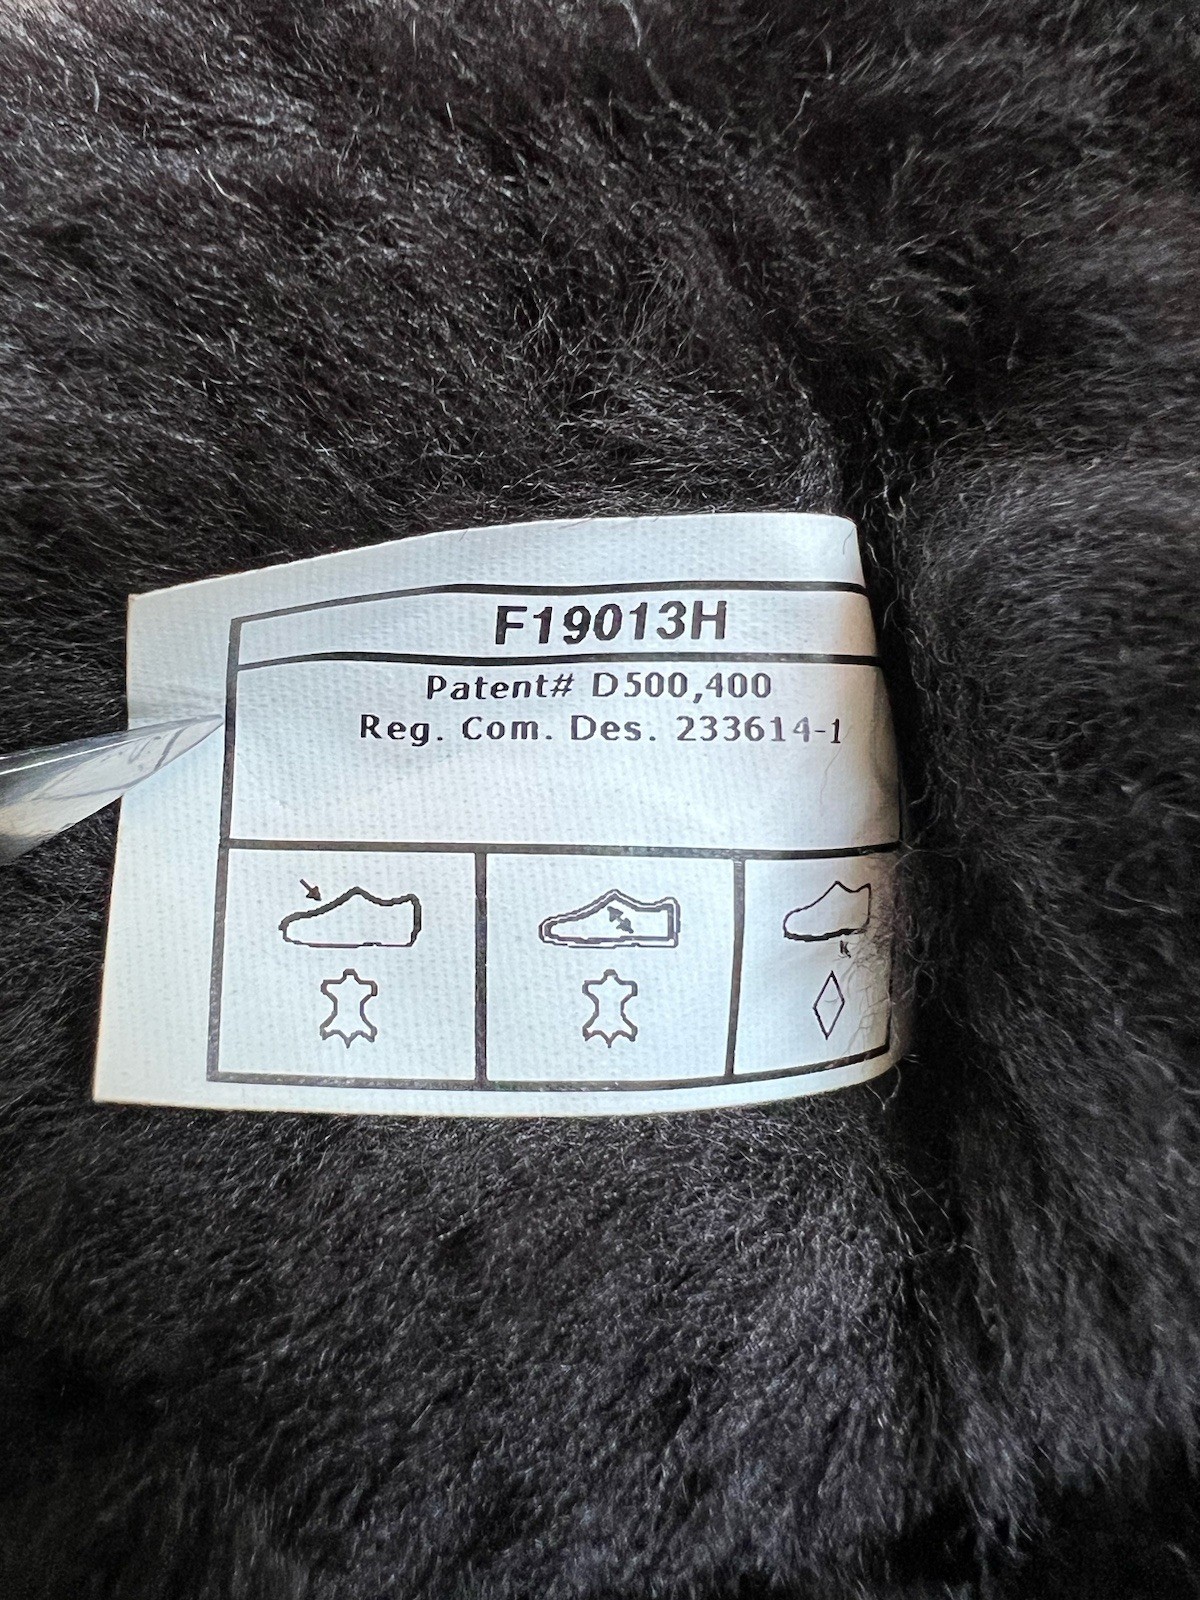 F19013H
Patent# D500,400
Reg. Com. Des. 233614-1